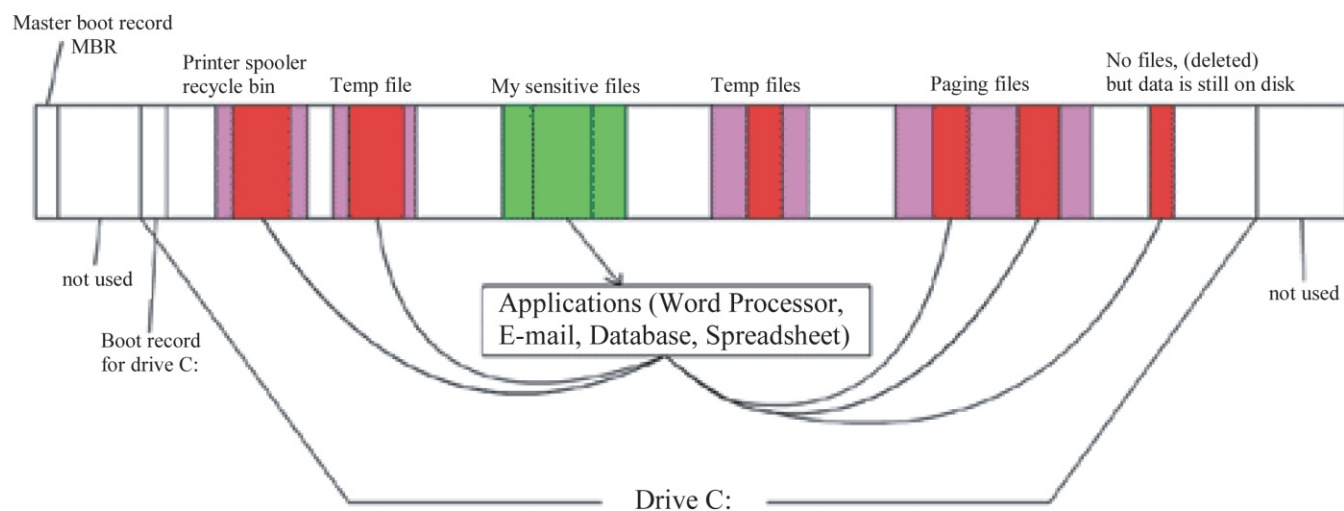 Master boot record
MBR
Printer spooler
recycle bin
Temp file
My sensitive files
Temp files
Paging files
No files, (deleted)
but data is still on disk
not used
Boot record
for drive C:
Applications (Word Processor,
E-mail, Database, Spreadsheet)
not used
Drive C: